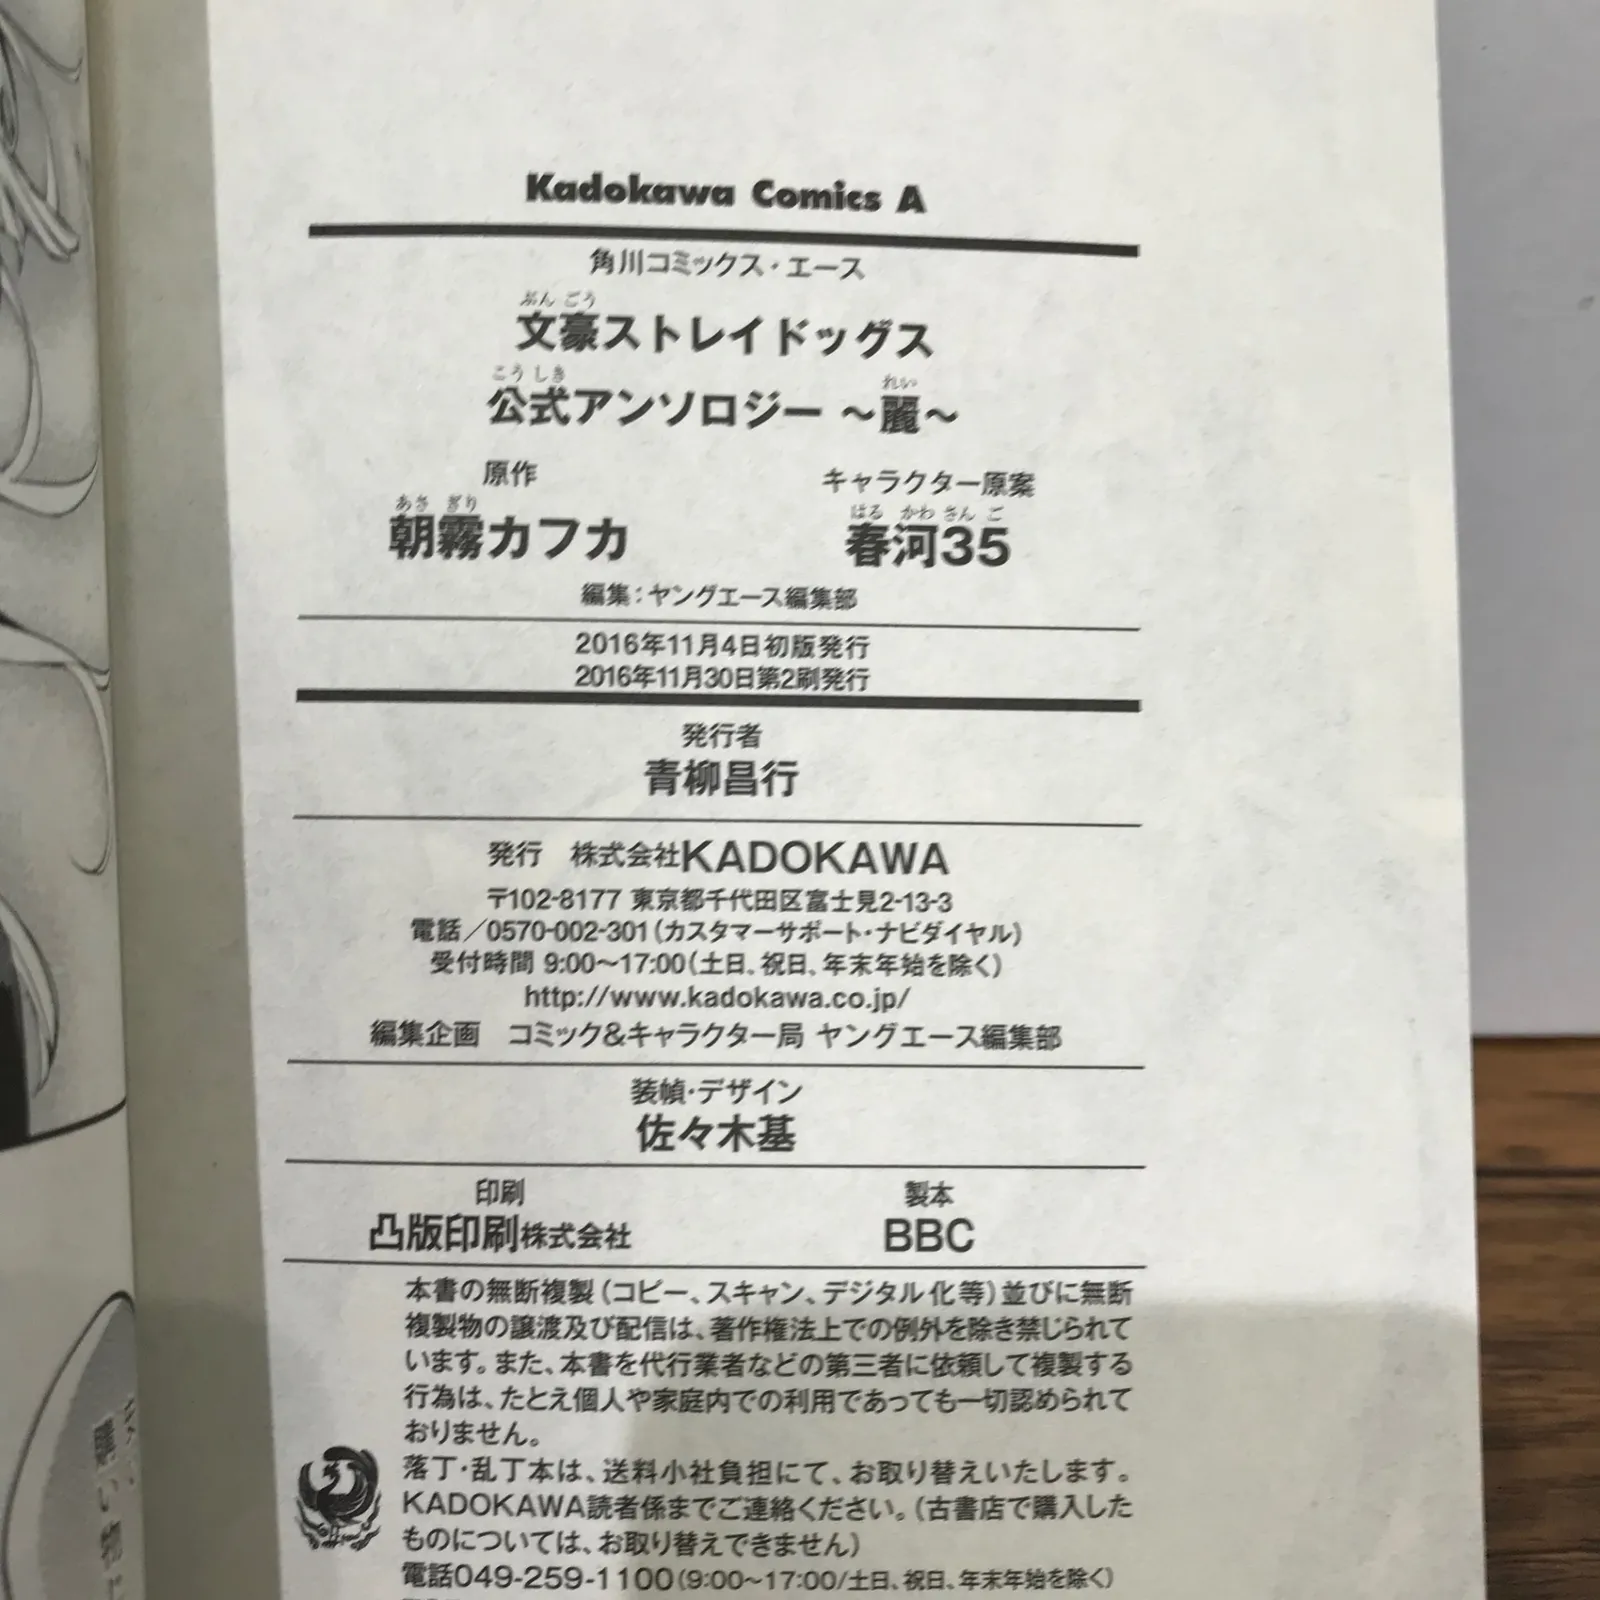 Kadokawa Comics A
角川コミックス・エース
ぶんごう
文豪ストレイドッグス
こうしき れい
公式アンソロジー ～麗～
原作 キャラクター原案
あさ ぎり はる かわ さん ご
朝霧カフカ 春河35
編集：ヤングエース編集部
2016年11月4日初版発行
2016年11月30日第2刷発行
発行者
青柳昌行
発行 株式会社KADOKAWA
〒102-8177 東京都千代田区富士見2-13-3
電話／0570-002-301（カスタマーサポート・ナビダイヤル）
受付時間 9:00～17:00（土日、祝日、年末年始を除く）
http://www.kadokawa.co.jp/
編集企画 コミック&キャラクター局 ヤングエース編集部
装幀・デザイン
佐々木基
印刷 製本
凸版印刷株式会社 BBC
本書の無断複製（コピー、スキャン、デジタル化等）並びに無断
複製物の譲渡及び配信は、著作権法上での例外を除き禁じられて
います。また、本書を代行業者などの第三者に依頼して複製する
行為は、たとえ個人や家庭内での利用であっても一切認められて
おりません。
落丁・乱丁本は、送料小社負担にて、お取り替えいたします。
KADOKAWA読者係までご連絡ください。（古書店で購入した
ものについては、お取り替えできません）
電話049-259-1100（9:00～17:00/土日、祝日、年末年始を除く）